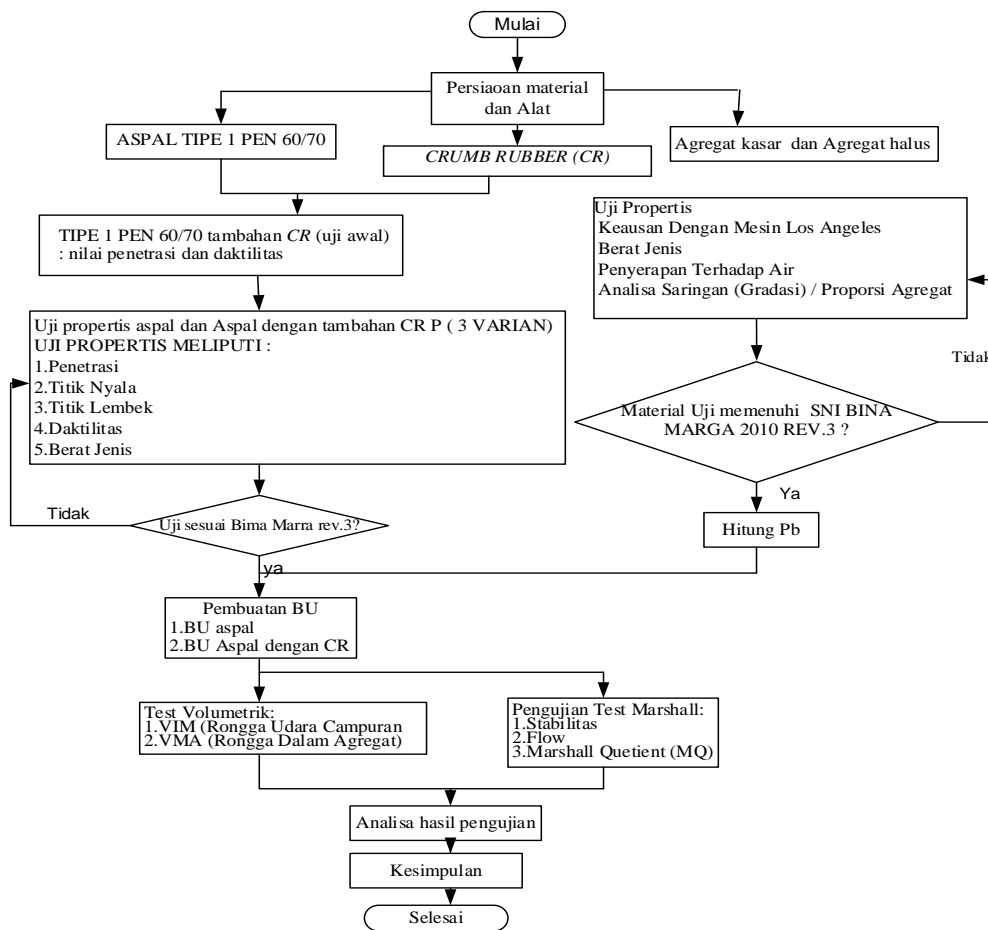 Mulai
Persiaoan material
dan Alat
ASPAL TIPE 1 PEN 60/70
CRUMB RUBBER (CR)
Agregat kasar dan Agregat halus
TIPE 1 PEN 60/70 tambahan CR (uji awal)
: nilai penetrasi dan daktilitas
Uji Propertis
Keausan Dengan Mesin Los Angeles
Berat Jenis
Penyerapan Terhadap Air
Analisa Saringan (Gradasi) / Proporsi Agregat
Uji propertis aspal dan Aspal dengan tambahan CR P ( 3 VARIAN)
UJI PROPERTIS MELIPUTI :
1.Penetrasi
2.Titik Nyala
3.Titik Lembek
4.Daktilitas
5.Berat Jenis
Tidak
Material Uji memenuhi SNI BINA
MARGA 2010 REV.3 ?
Ya
Hitung Pb
Tidak
Uji sesuai Bima Marra rev.3?
ya
Pembuatan BU
1.BU aspal
2.BU Aspal dengan CR
Test Volumetrik:
1.VIM (Rongga Udara Campuran
2.VMA (Rongga Dalam Agregat)
Pengujian Test Marshall:
1.Stabilitas
2.Flow
3.Marshall Quetient (MQ)
Analisa hasil pengujian
Kesimpulan
Selesai